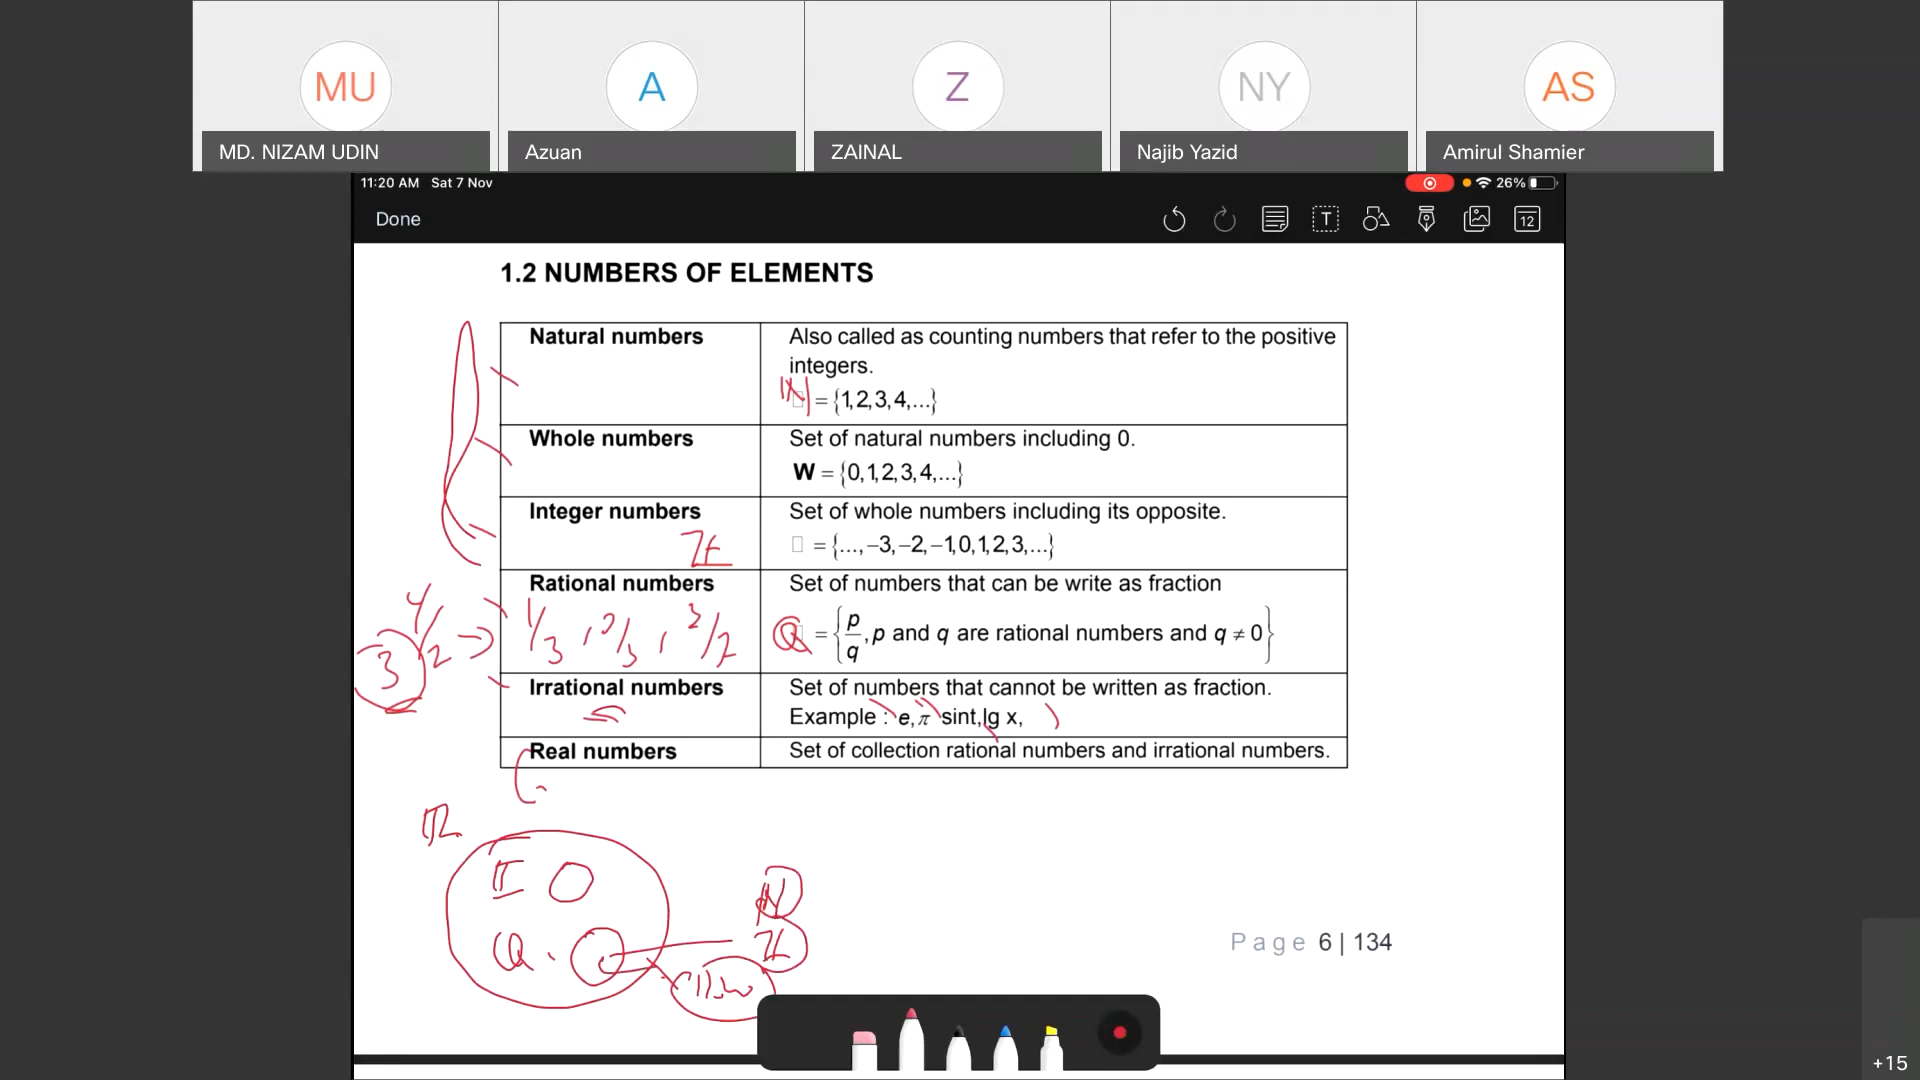 MU
A
Z
NY
AS
MD. NIZAM UDIN
Azuan
ZAINAL
Najib Yazid
Amirul Shamier
11:20 AM Sat 7 Nov
26%
Done
T
12
1.2 NUMBERS OF ELEMENTS
Natural numbers
Also called as counting numbers that refer to the positive
integers.
ℕ = {1,2,3,4,...}
Whole numbers
Set of natural numbers including 0.
W = {0,1,2,3,4,...}
Integer numbers
ℤ
Set of whole numbers including its opposite.
= {...,−3,−2,−1,0,1,2,3,...}
Rational numbers
Set of numbers that can be write as fraction
4/2
3
1/3
ℚ = {p/q, p and q are rational numbers and q ≠ 0}
Irrational numbers
Set of numbers that cannot be written as fraction.
Example : e, π sint,lg x,
Real numbers
Set of collection rational numbers and irrational numbers.
ℝ
I
ℕ
Q
ℤ
Page 6 | 134
+15